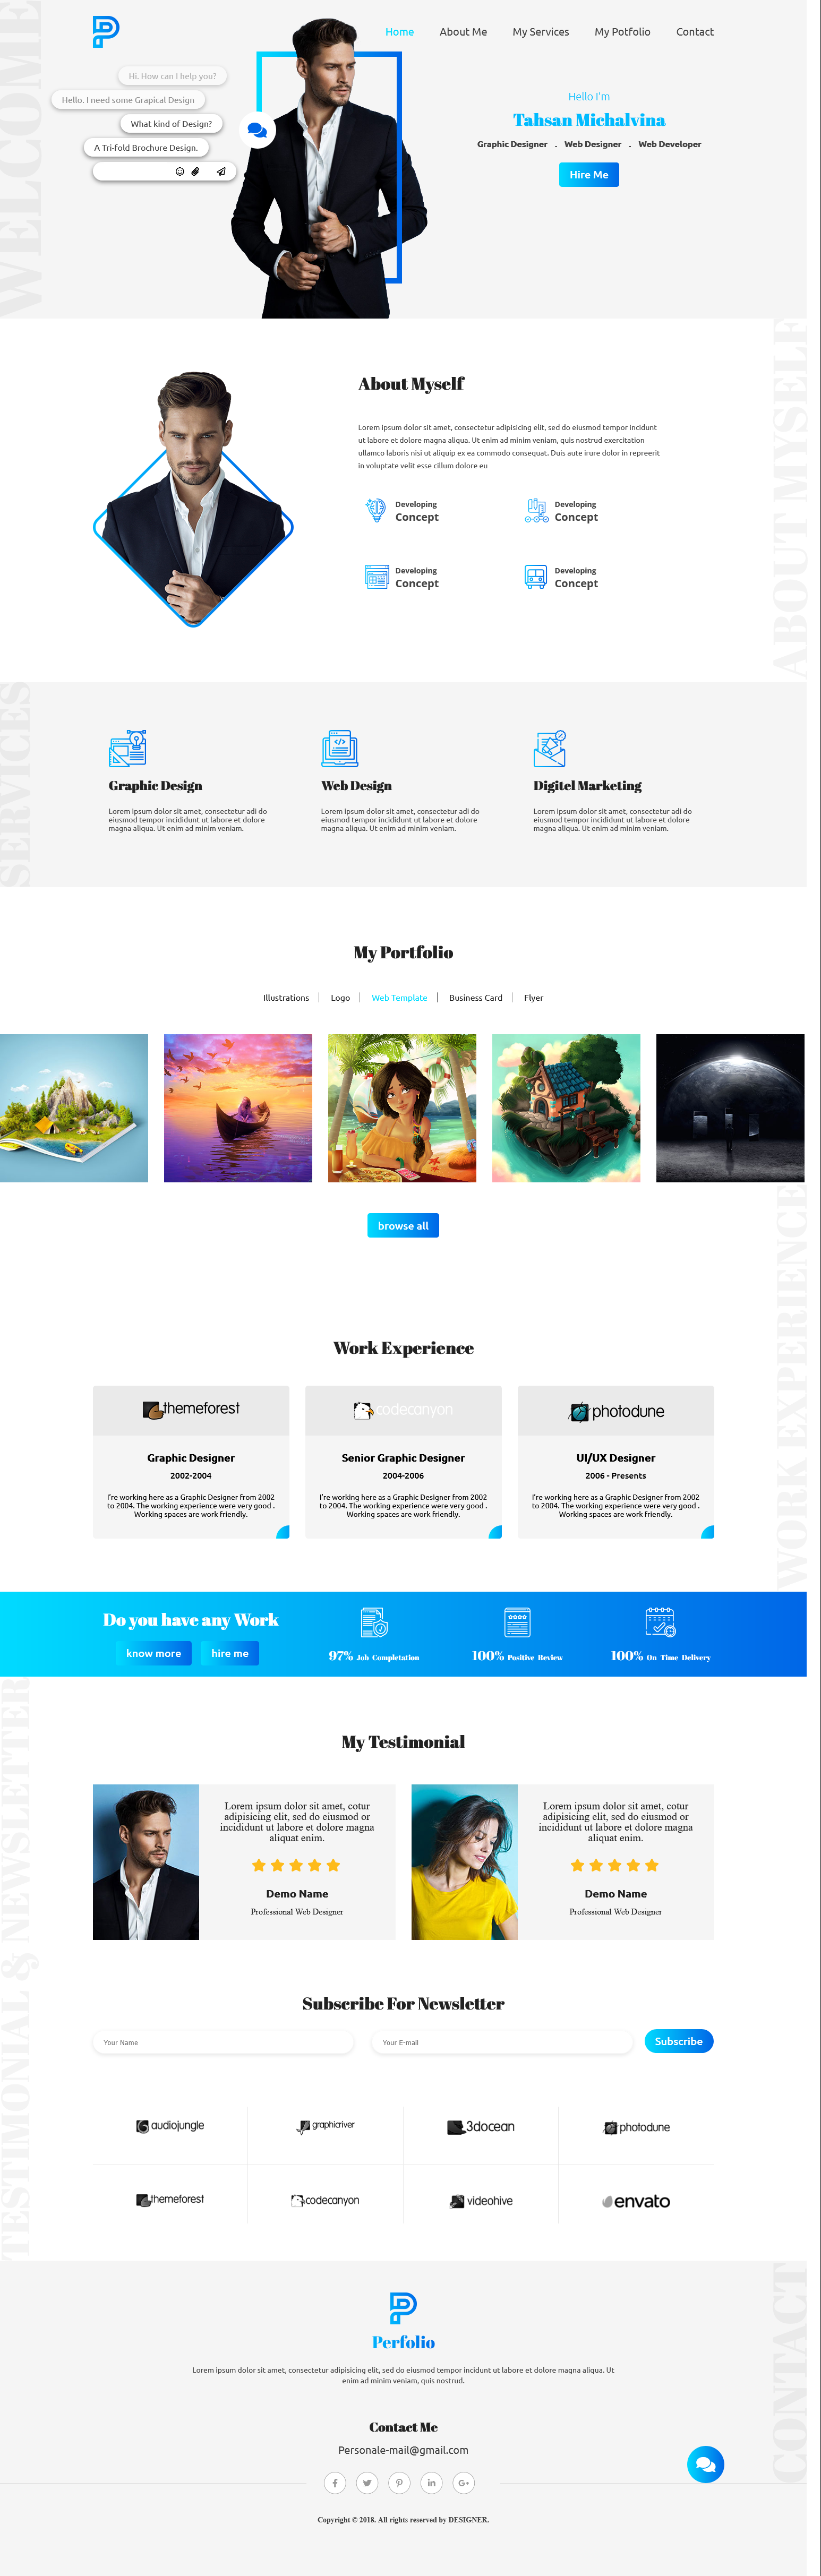 WELCOME
Home About Me My Services My Potfolio Contact
Hi. How can I help you?
Hello. I need some Grapical Design
What kind of Design?
A Tri-fold Brochure Design.
Hello I'm
Tahsan Michalvina
Graphic Designer . Web Designer . Web Developer
Hire Me
ABOUT MYSELF
About Myself
Lorem ipsum dolor sit amet, consectetur adipisicing elit, sed do eiusmod tempor incidunt
ut labore et dolore magna aliqua. Ut enim ad minim veniam, quis nostrud exercitation
ullamco laboris nisi ut aliquip ex ea commodo consequat. Duis aute irure dolor in repreerit
in voluptate velit esse cillum dolore eu
Developing
Concept
Developing
Concept
Developing
Concept
Developing
Concept
SERVICES
Graphic Design
Lorem ipsum dolor sit amet, consectetur adi do
eiusmod tempor incididunt ut labore et dolore
magna aliqua. Ut enim ad minim veniam.
Web Design
Lorem ipsum dolor sit amet, consectetur adi do
eiusmod tempor incididunt ut labore et dolore
magna aliqua. Ut enim ad minim veniam.
Digitel Marketing
Lorem ipsum dolor sit amet, consectetur adi do
eiusmod tempor incididunt ut labore et dolore
magna aliqua. Ut enim ad minim veniam.
My Portfolio
Illustrations Logo Web Template Business Card Flyer
browse all
WORK EXPERIENCE
Work Experience
themeforest
Graphic Designer
2002-2004
I're working here as a Graphic Designer from 2002
to 2004. The working experience were very good .
Working spaces are work friendly.
codecanyon
Senior Graphic Designer
2004-2006
I're working here as a Graphic Designer from 2002
to 2004. The working experience were very good .
Working spaces are work friendly.
photodune
UI/UX Designer
2006 - Presents
I're working here as a Graphic Designer from 2002
to 2004. The working experience were very good .
Working spaces are work friendly.
Do you have any Work
know more hire me
97% Job Completation
100% Positive Review
100% On Time Delivery
TESTIMONIAL & NEWSLETTER
My Testimonial
Lorem ipsum dolor sit amet, cotur
adipisicing elit, sed do eiusmod or
incididunt ut labore et dolore magna
aliquat enim.
Demo Name
Professional Web Designer
Lorem ipsum dolor sit amet, cotur
adipisicing elit, sed do eiusmod or
incididunt ut labore et dolore magna
aliquat enim.
Demo Name
Professional Web Designer
Subscribe For Newsletter
Your Name Your E-mail Subscribe
audiojungle graphicriver 3docean photodune
themeforest codecanyon videohive envato
CONTACT
Perfolio
Lorem ipsum dolor sit amet, consectetur adipisicing elit, sed do eiusmod tempor incidunt ut labore et dolore magna aliqua. Ut
enim ad minim veniam, quis nostrud.
Contact Me
Personale-mail@gmail.com
Copyright © 2018. All rights reserved by DESIGNER.